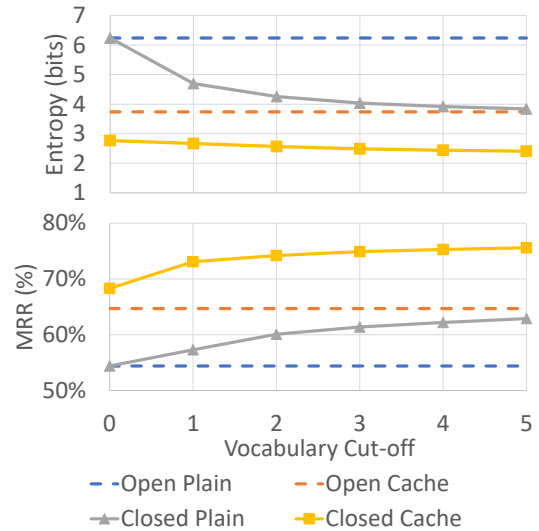 7
6
5
4
3
2
1
Entropy (bits)
80%
70%
60%
50%
MRR (%)
0 1 2 3 4 5
Vocabulary Cut-off
Open Plain Open Cache
Closed Plain Closed Cache